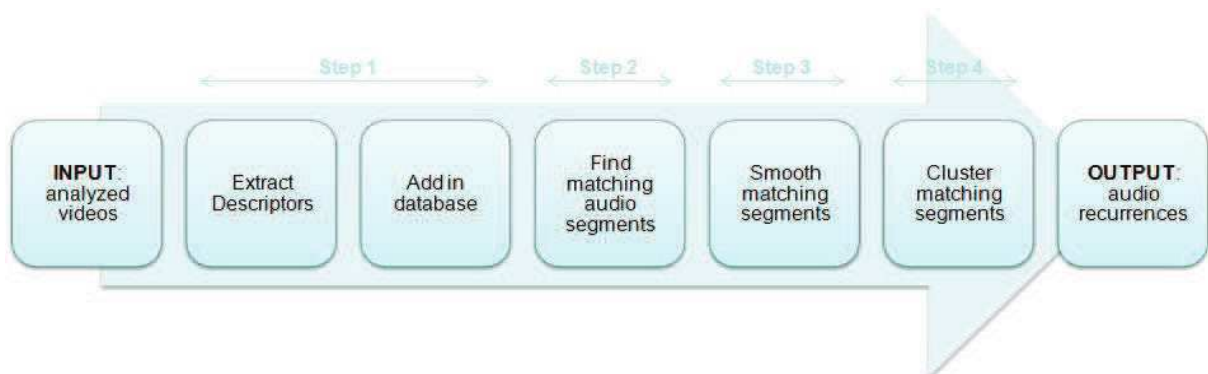 Step 1
Step 2
Step 3
Step 4
INPUT:
analyzed
videos
Extract
Descriptors
Add in
database
Find
matching
audio
segments
Smooth
matching
segments
Cluster
matching
segments
OUTPUT:
audio
recurrences